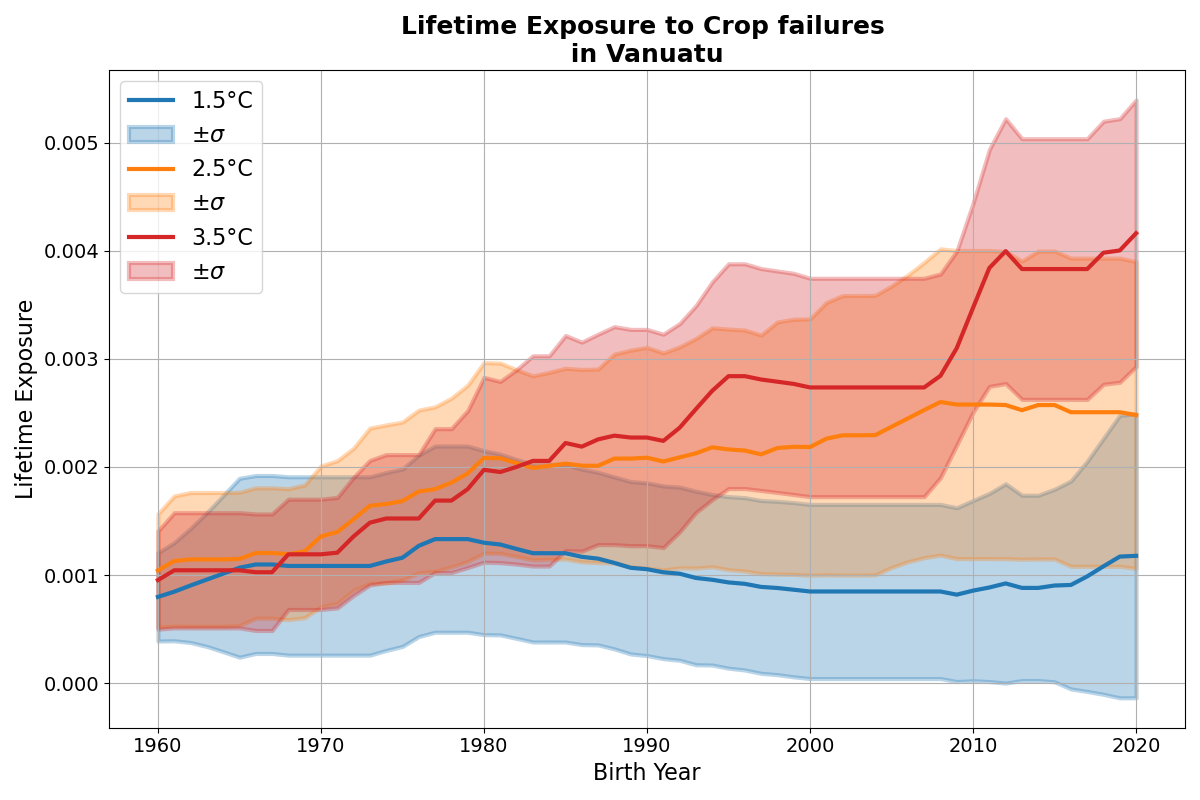 Lifetime Exposure to Crop failures
in Vanuatu
1.5°C
±σ
2.5°C
±σ
3.5°C
±σ
Lifetime Exposure
0.005
0.004
0.003
0.002
0.001
0.000
1960 1970 1980 1990 2000 2010 2020
Birth Year